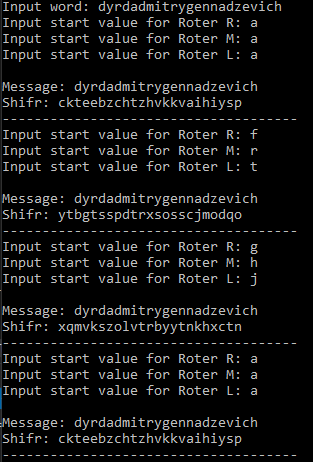 Input word: dyrdadmitrygennadzevich
Input start value for Roter R: a
Input start value for Roter M: a
Input start value for Roter L: a
Message: dyrdadmitrygennadzevich
Shifr: ckteebzchtzhvkkvaihiysp
-------------------------------------
Input start value for Roter R: f
Input start value for Roter M: r
Input start value for Roter L: t
Message: dyrdadmitrygennadzevich
Shifr: ytbgtsspdtrxsosscjmodqo
-------------------------------------
Input start value for Roter R: g
Input start value for Roter M: h
Input start value for Roter L: j
Message: dyrdadmitrygennadzevich
Shifr: xqmvkszolvtrbyytnkhxctn
-------------------------------------
Input start value for Roter R: a
Input start value for Roter M: a
Input start value for Roter L: a
Message: dyrdadmitrygennadzevich
Shifr: ckteebzchtzhvkkvaihiysp
-------------------------------------